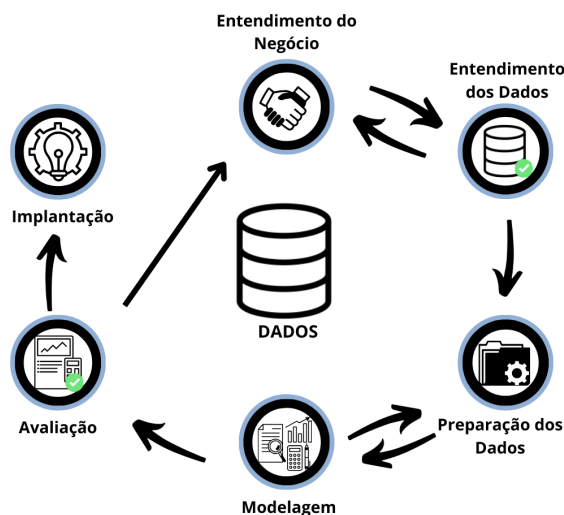 Entendimento do
Negócio
Entendimento
dos Dados
Implantação
DADOS
Avaliação
Preparação dos
Dados
Modelagem